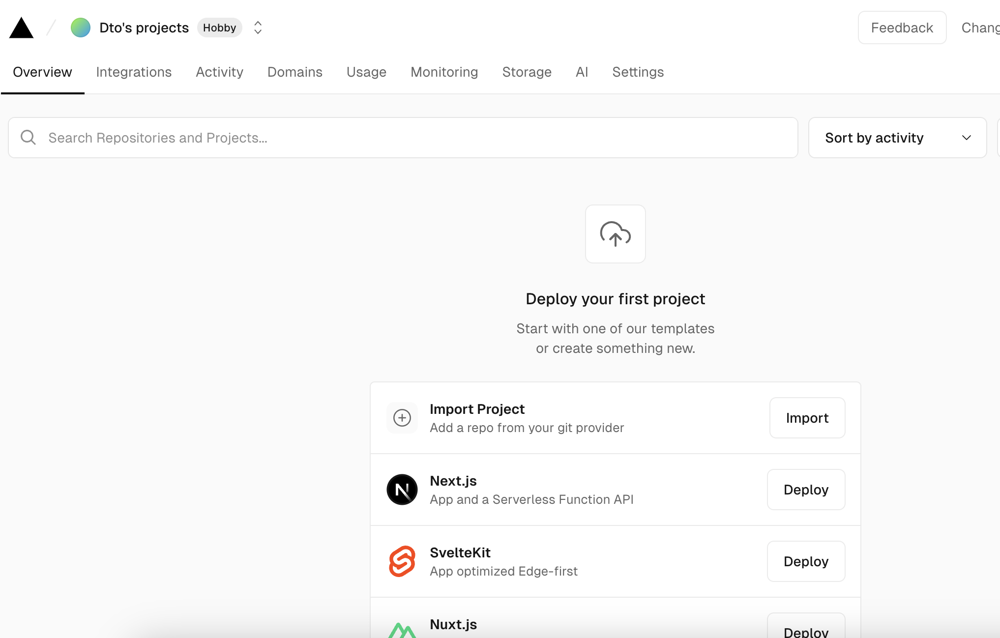 Dto's projects Hobby
Feedback
Overview Integrations Activity Domains Usage Monitoring Storage AI Settings
Search Repositories and Projects...
Sort by activity
Deploy your first project
Start with one of our templates
or create something new.
Import Project
Add a repo from your git provider
Import
Next.js
App and a Serverless Function API
Deploy
SvelteKit
App optimized Edge-first
Deploy
Nuxt.js
Deploy